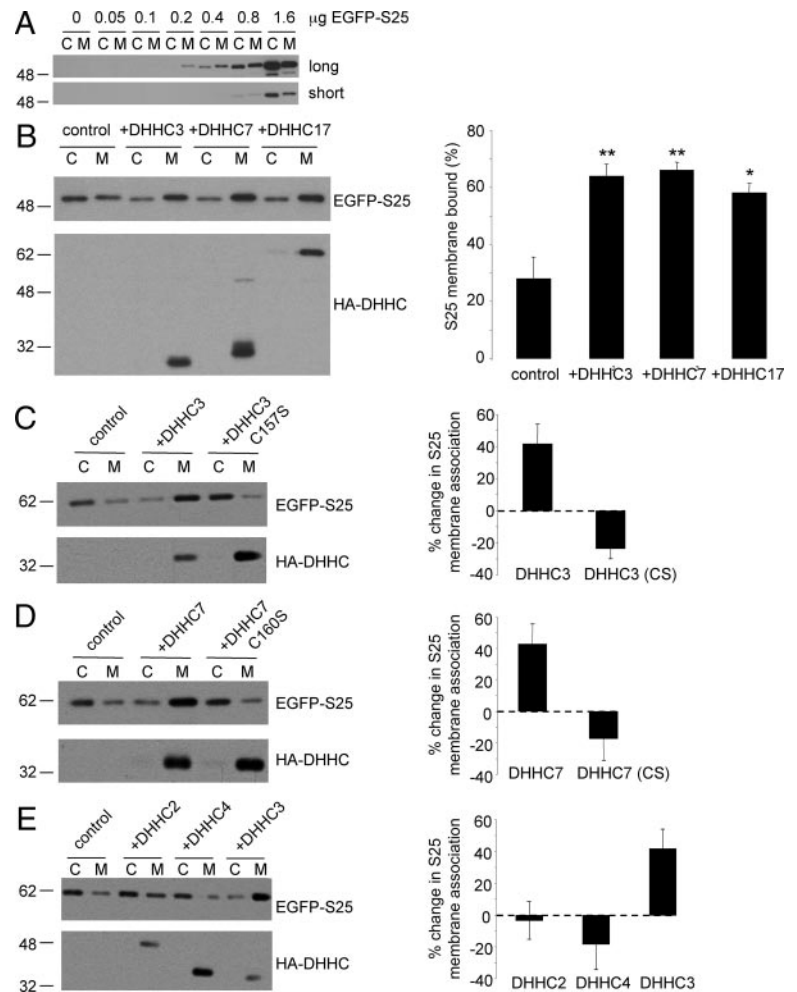 A
0 0.05 0.1 0.2 0.4 0.8 1.6 μg EGFP-S25
C M C M C M C M C M C M C M
48 long
48 short
B
control +DHHC3 +DHHC7 +DHHC17
C M C M C M C M
48 EGFP-S25
62
48
32
HA-DHHC
S25 membrane bound (%)
80
60
40
20
0
** ** *
control +DHHC3 +DHHC7 +DHHC17
C
control +DHHC3 +DHHC3 C157S
C M C M C M
62 EGFP-S25
32 HA-DHHC
% change in S25
membrane association
60
40
20
0
-20
-40
DHHC3 DHHC3 (CS)
D
control +DHHC7 +DHHC7 C160S
C M C M C M
62 EGFP-S25
32 HA-DHHC
% change in S25
membrane association
60
40
20
0
-20
-40
DHHC7 DHHC7 (CS)
E
control +DHHC2 +DHHC4 +DHHC3
C M C M C M C M
62 EGFP-S25
48
32
HA-DHHC
% change in S25
membrane association
60
40
20
0
-20
-40
DHHC2 DHHC4 DHHC3